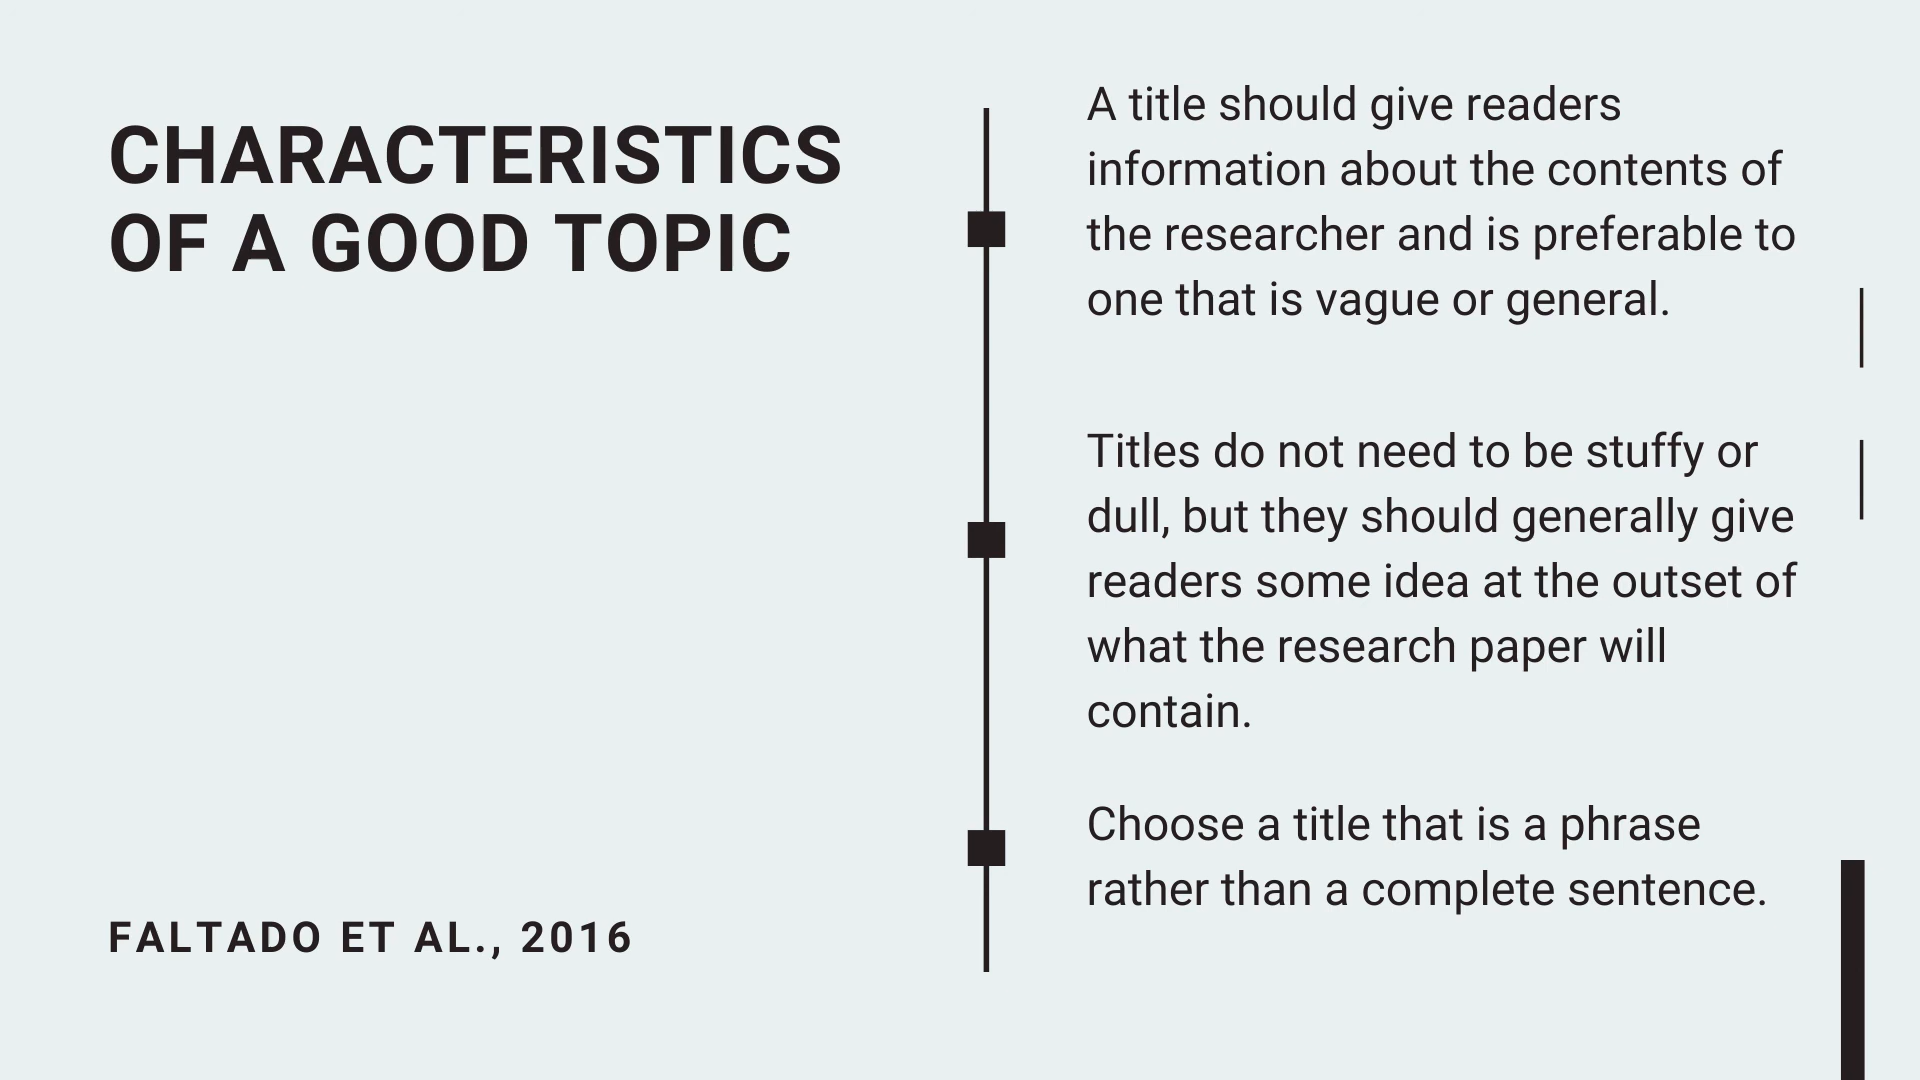 CHARACTERISTICS
OF A GOOD TOPIC
FALTADO ET AL., 2016
A title should give readers
information about the contents of
the researcher and is preferable to
one that is vague or general.
Titles do not need to be stuffy or
dull, but they should generally give
readers some idea at the outset of
what the research paper will
contain.
Choose a title that is a phrase
rather than a complete sentence.